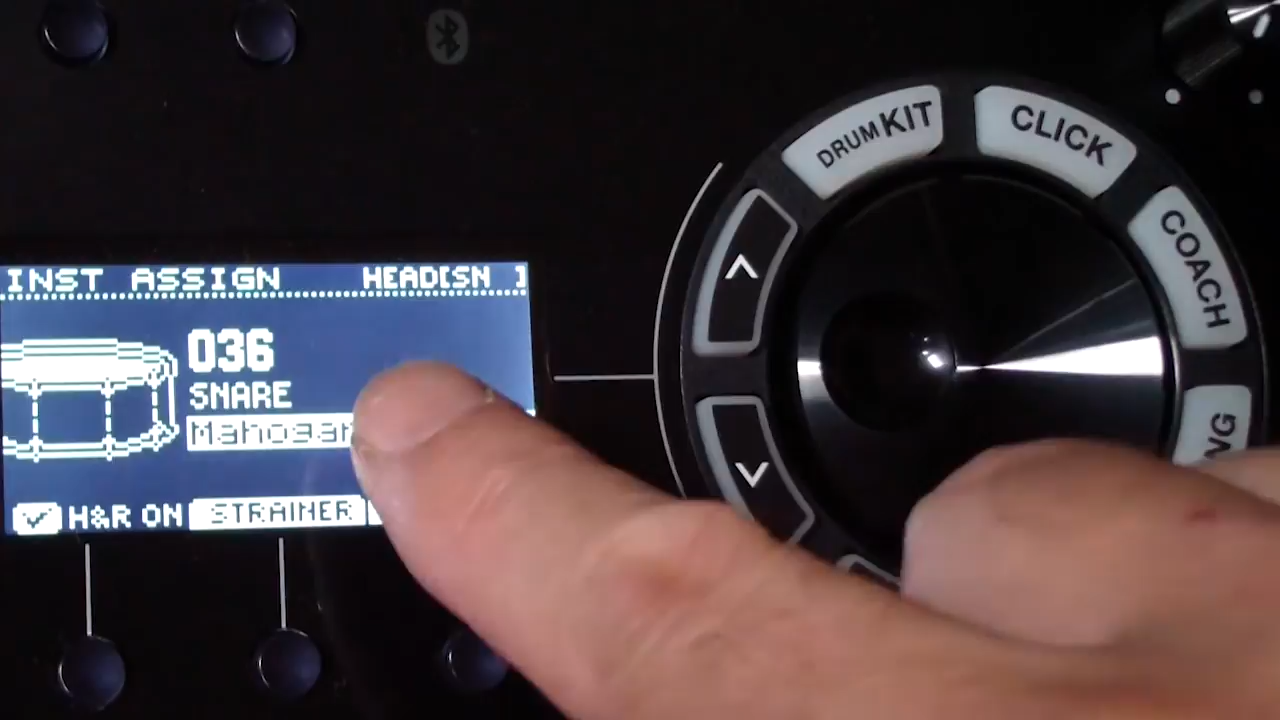 DRUM KIT
CLICK
COACH
INST ASSIGN HEAD[SN ]
036
SNARE
H&R ON STRAINER